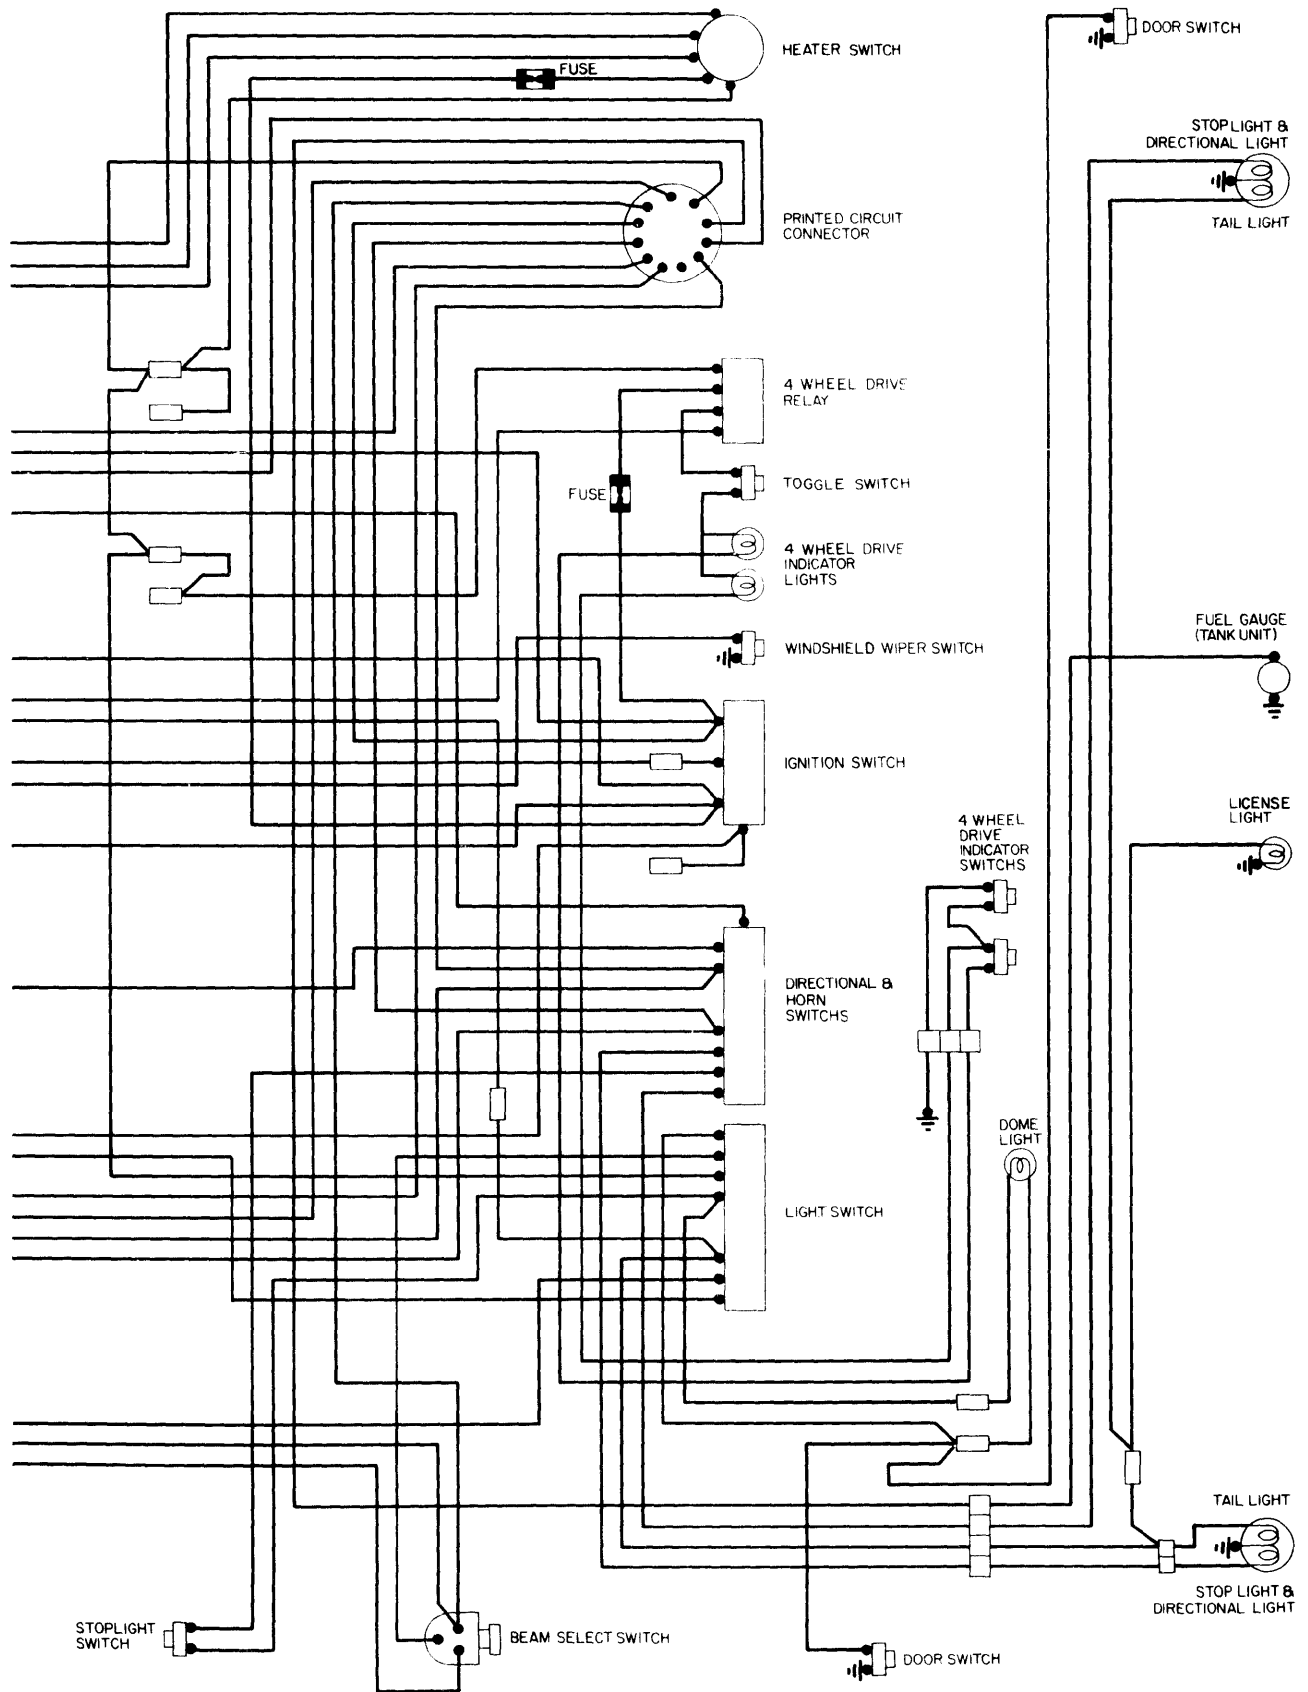 HEATER SWITCH
DOOR SWITCH
FUSE
STOPLIGHT &
DIRECTIONAL LIGHT
TAIL LIGHT
PRINTED CIRCUIT
CONNECTOR
4 WHEEL DRIVE
RELAY
FUSE
TOGGLE SWITCH
4 WHEEL DRIVE
INDICATOR
LIGHTS
FUEL GAUGE
(TANK UNIT)
WINDSHIELD WIPER SWITCH
IGNITION SWITCH
LICENSE
LIGHT
4 WHEEL
DRIVE
INDICATOR
SWITCHS
DIRECTIONAL &
HORN
SWITCHS
DOME
LIGHT
LIGHT SWITCH
TAIL LIGHT
STOP LIGHT &
DIRECTIONAL LIGHT
STOPLIGHT
SWITCH
BEAM SELECT SWITCH
DOOR SWITCH